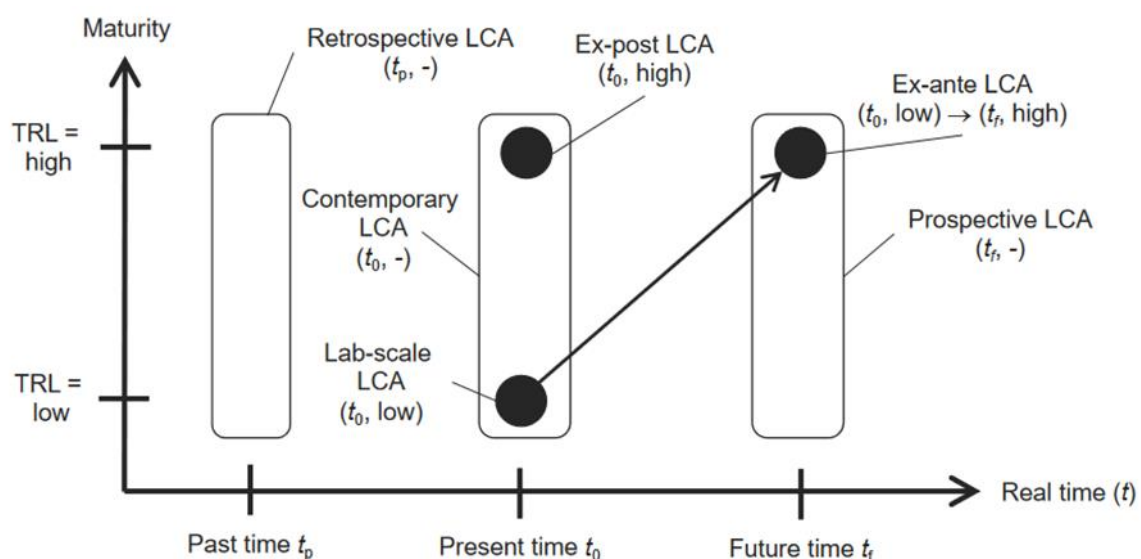 Maturity
Retrospective LCA
(tp, -)
Ex-post LCA
(t0, high)
Ex-ante LCA
(t0, low) → (tf, high)
TRL =
high
Contemporary
LCA
(t0, -)
Prospective LCA
(tf, -)
Lab-scale
LCA
(t0, low)
TRL =
low
Real time (t)
Past time tp
Present time t0
Future time tf